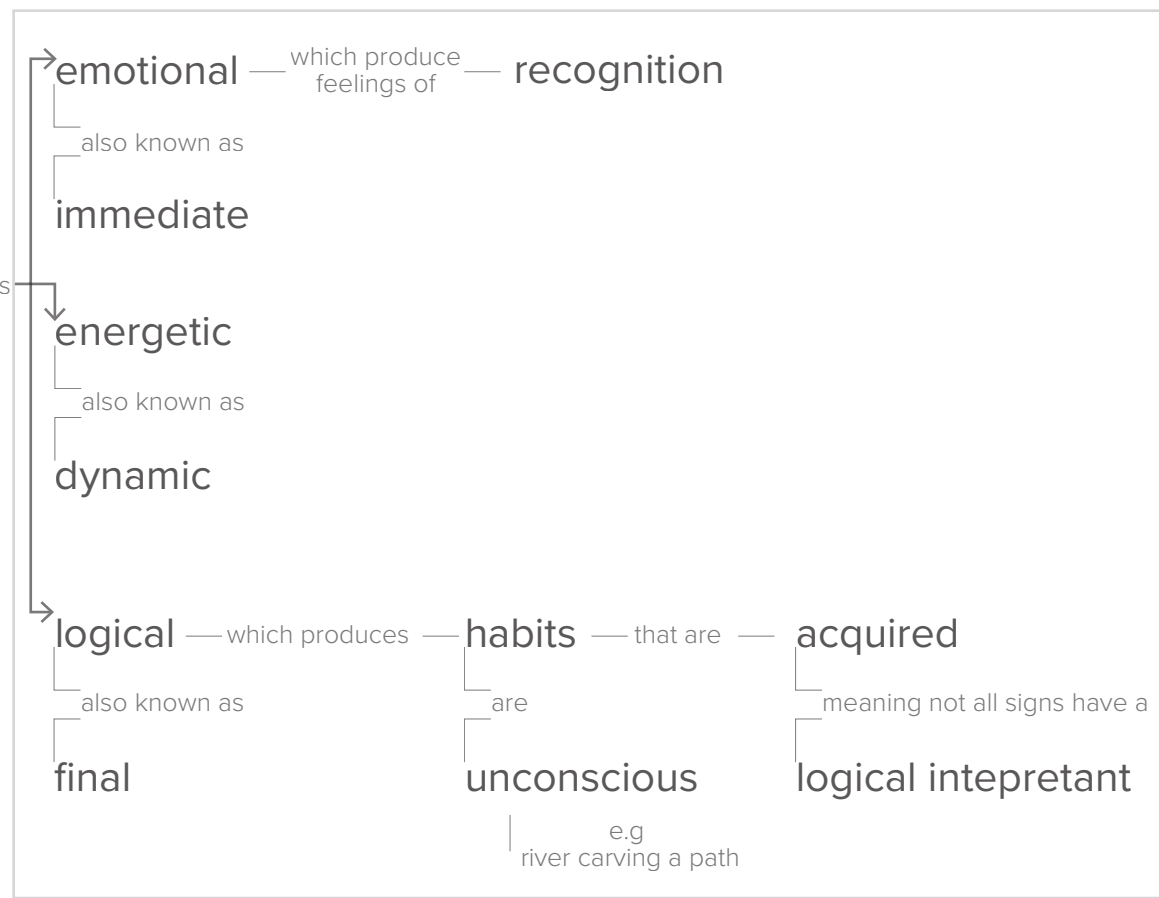 emotional which produce feelings of recognition
also known as
immediate
s
energetic
also known as
dynamic
logical which produces habits that are acquired
also known as are meaning not all signs have a
final unconscious logical intepretant
e.g
river carving a path